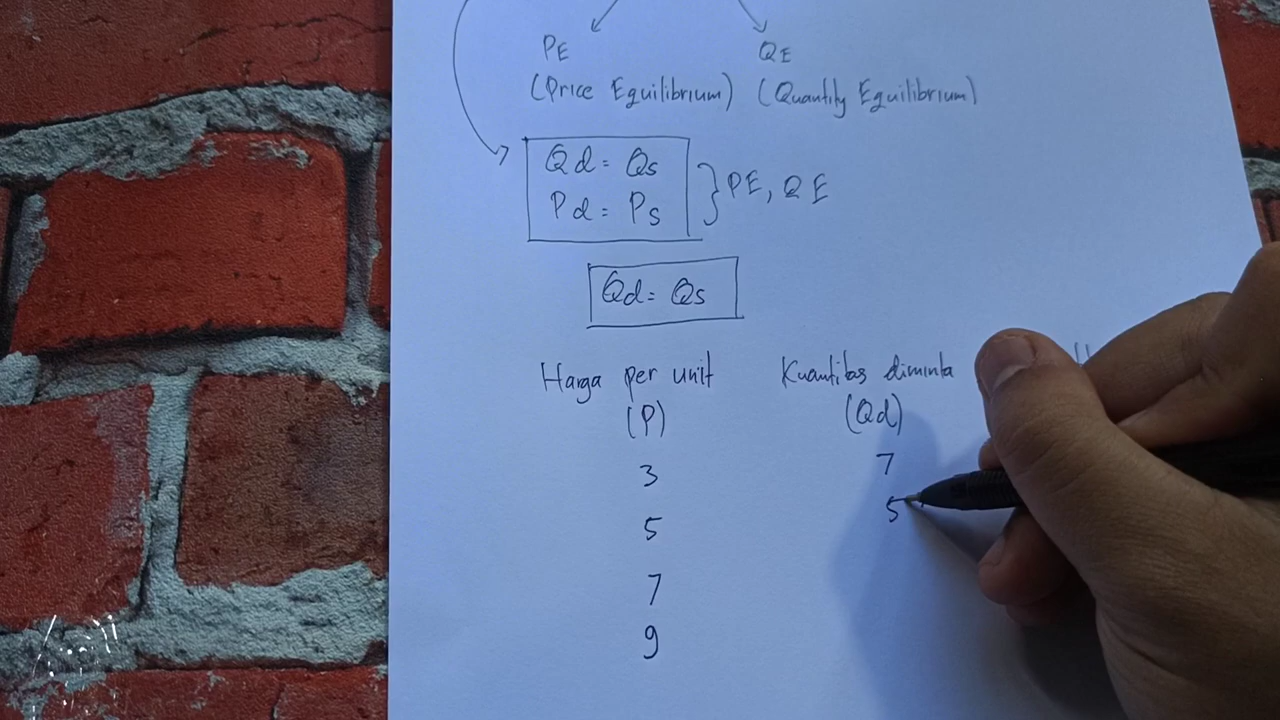 PE QE
(Price Equilibrium) (Quantity Equilibrium)
Qd = Qs
Pd = Ps
} PE, QE
Qd = Qs
Harga per unit Kuantitas diminta
(P) (Qd)
3 7
5 5
7
9